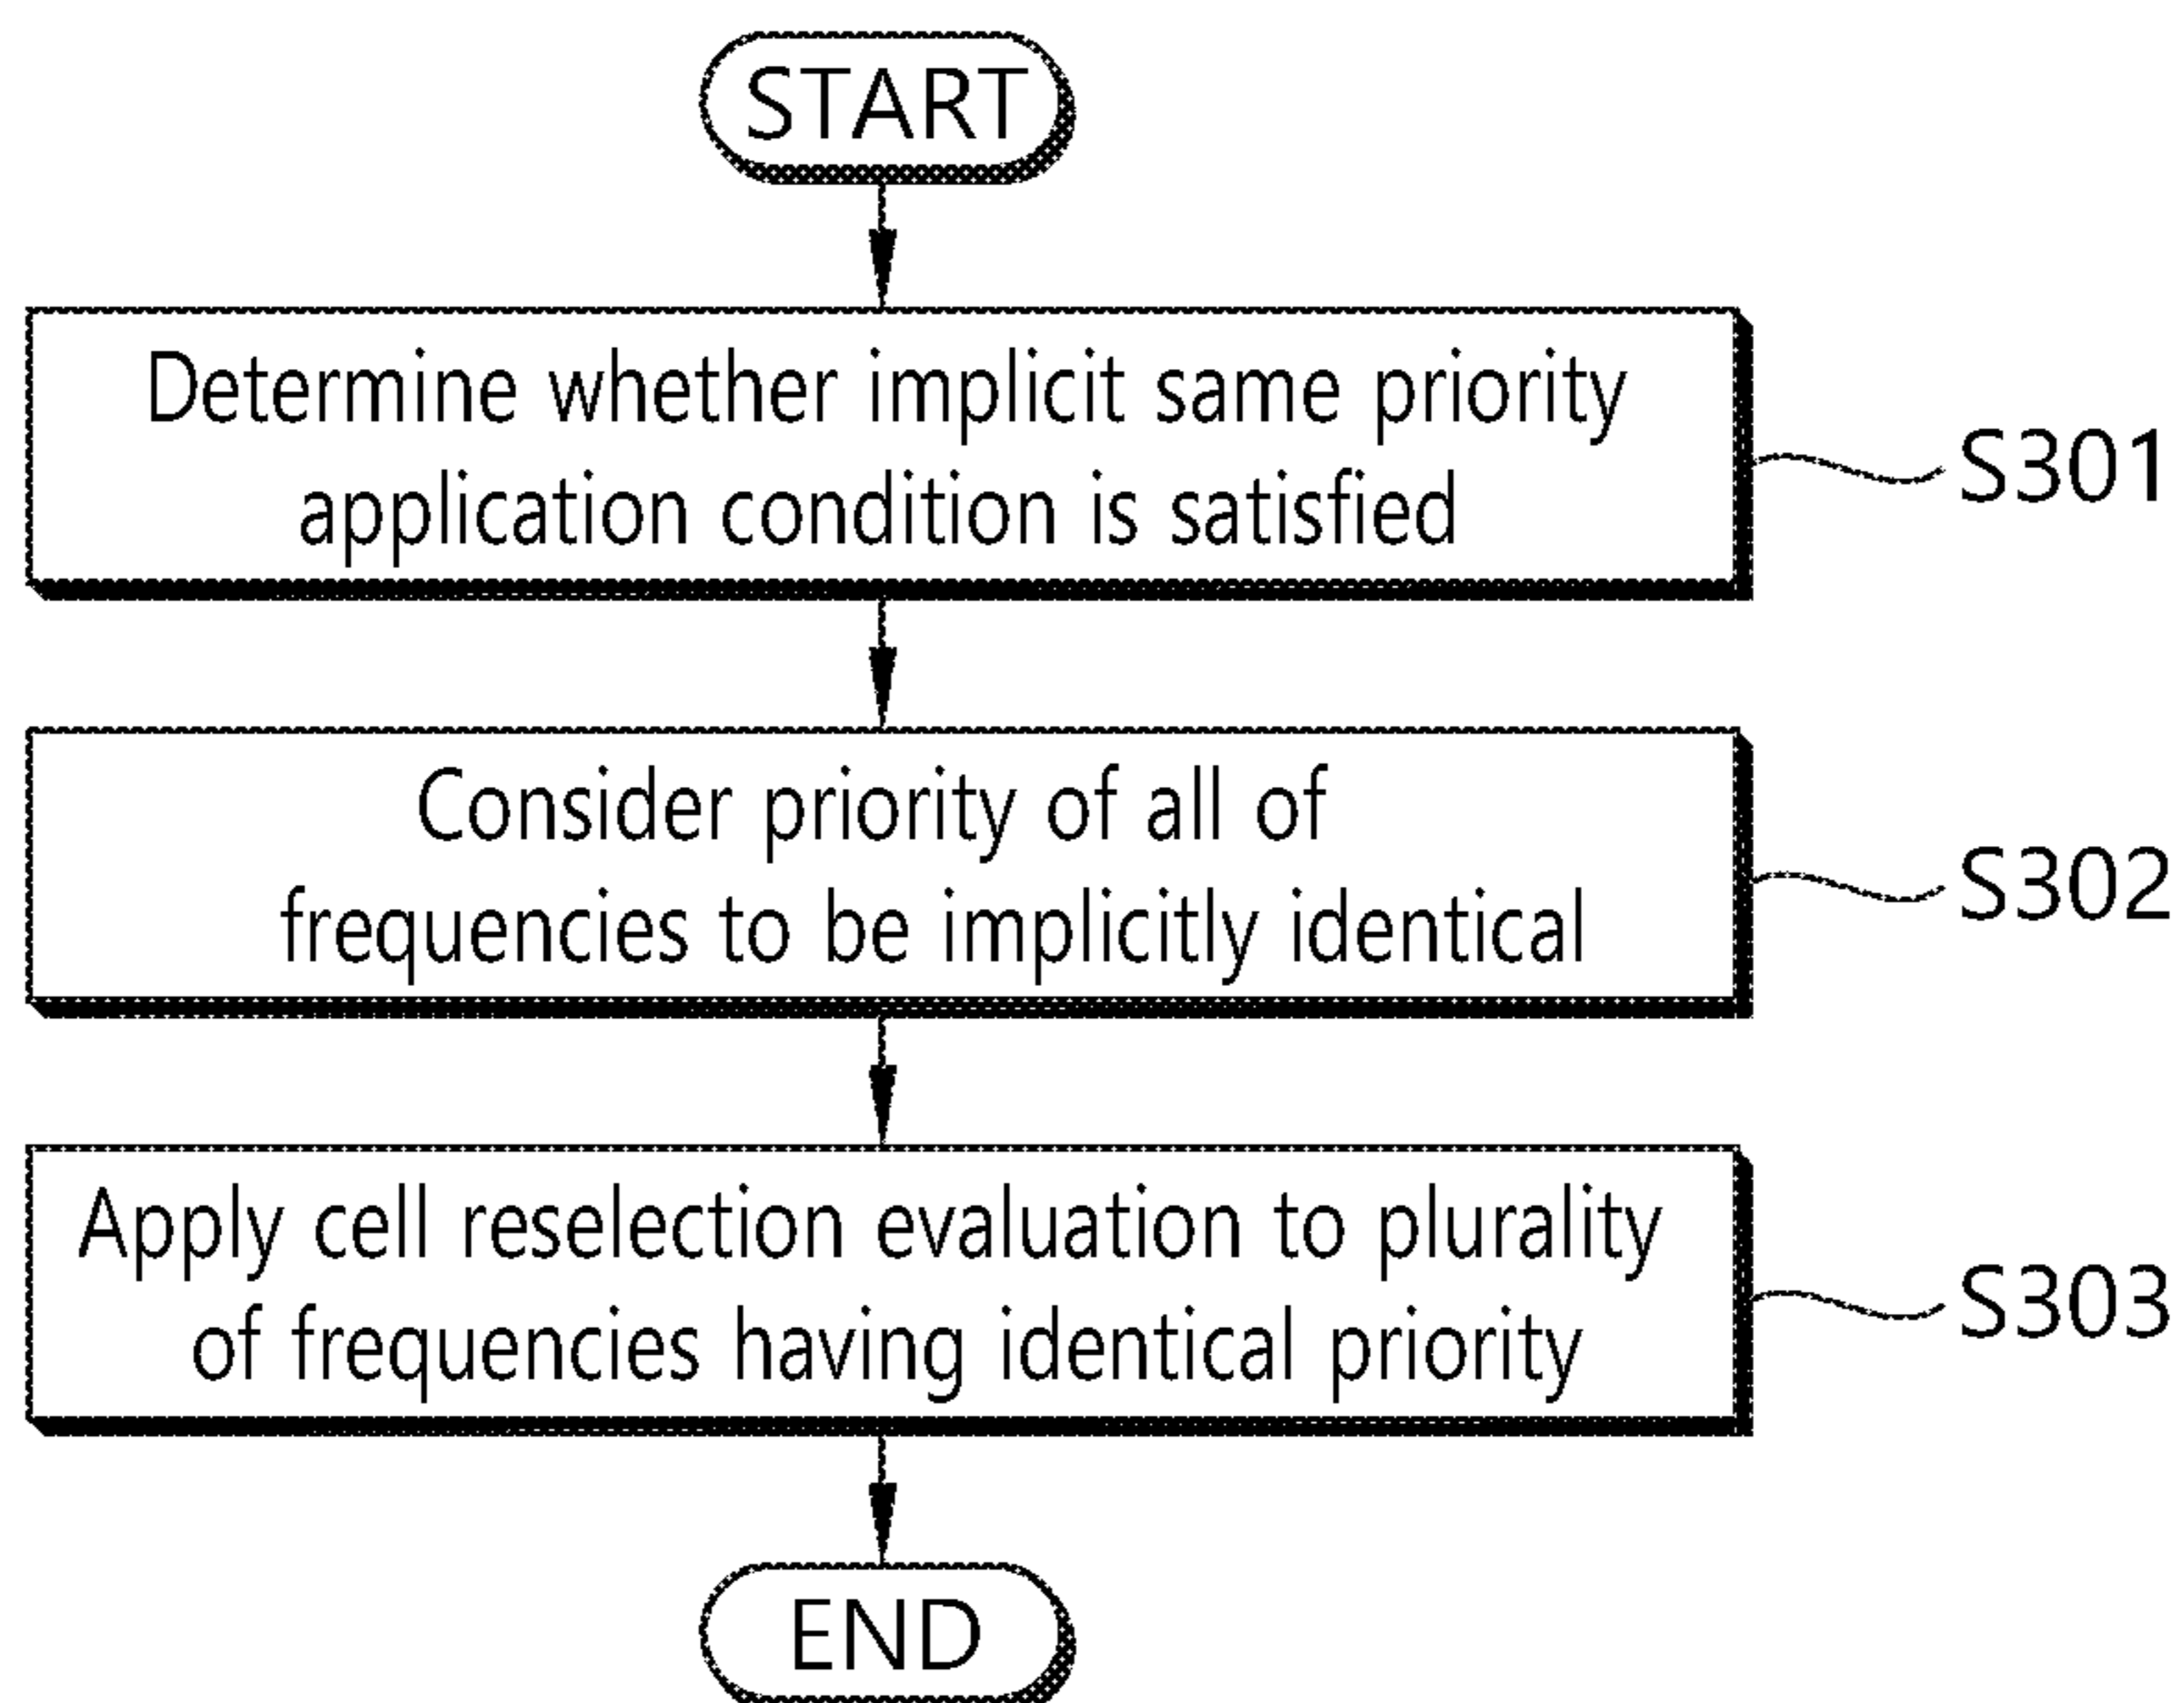 START
Determine whether implicit same priority
application condition is satisfied
S301
Consider priority of all of
frequencies to be implicitly identical
S302
Apply cell reselection evaluation to plurality
of frequencies having identical priority
S303
END